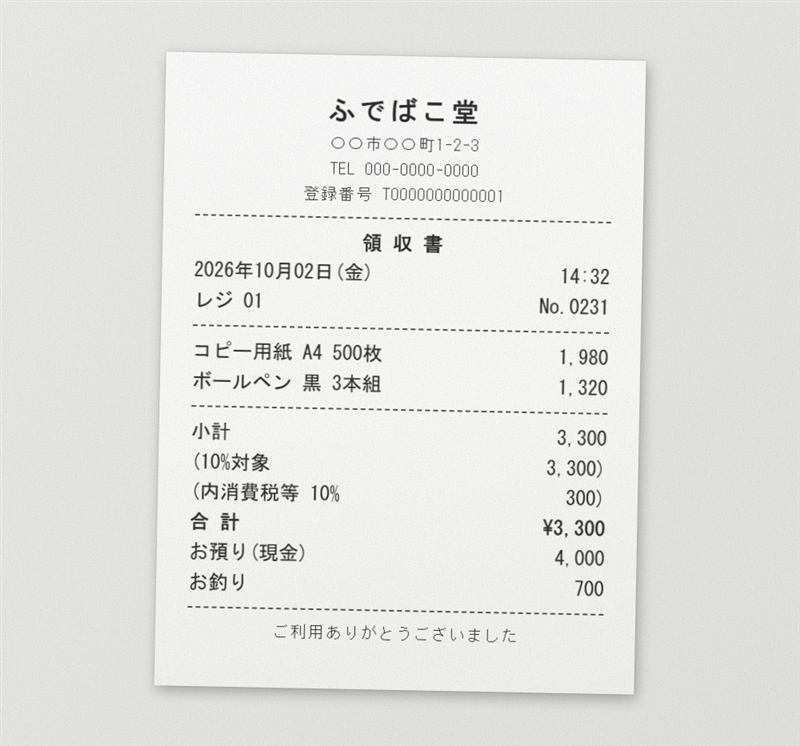 ふでばこ堂
〇〇市〇〇町1-2-3
TEL 000-0000-0000
登録番号 T0000000000001
領収書
2026年10月02日(金) 14:32
レジ 01 No.0231
コピー用紙 A4 500枚 1,980
ボールペン 黒 3本組 1,320
小計 3,300
(10%対象 3,300)
(内消費税等 10% 300)
合 計 ¥3,300
お預り(現金) 4,000
お釣り 700
ご利用ありがとうございました